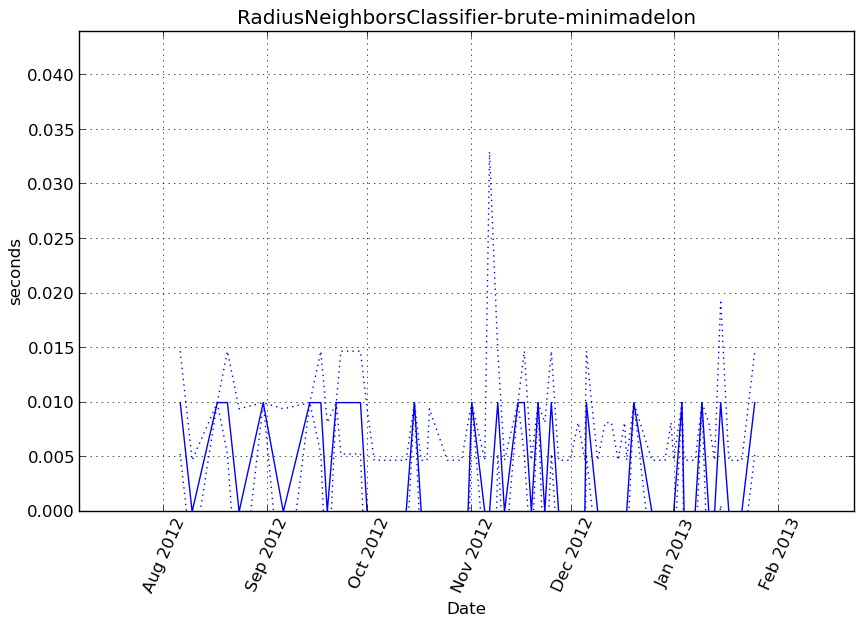 RadiusNeighborsClassifier-brute-minimadelon
0.040
0.035
0.030
0.025
0.020
0.015
0.010
0.005
0.000
seconds
Aug 2012
Sep 2012
Oct 2012
Nov 2012
Dec 2012
Jan 2013
Feb 2013
Date